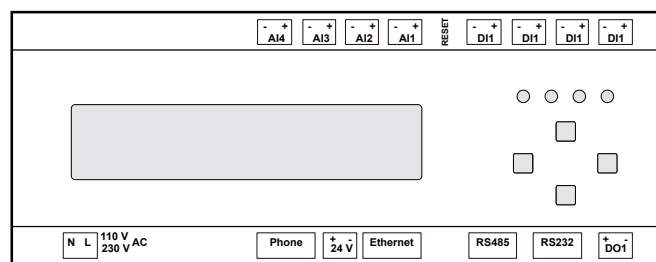 - + - + - + - + - + - + - + - +
AI4 AI3 AI2 AI1 RESET DI1 DI1 DI1 DI1
N L 110 V AC Phone + - Ethernet RS485 RS232 + -
230 V 24 V DO1